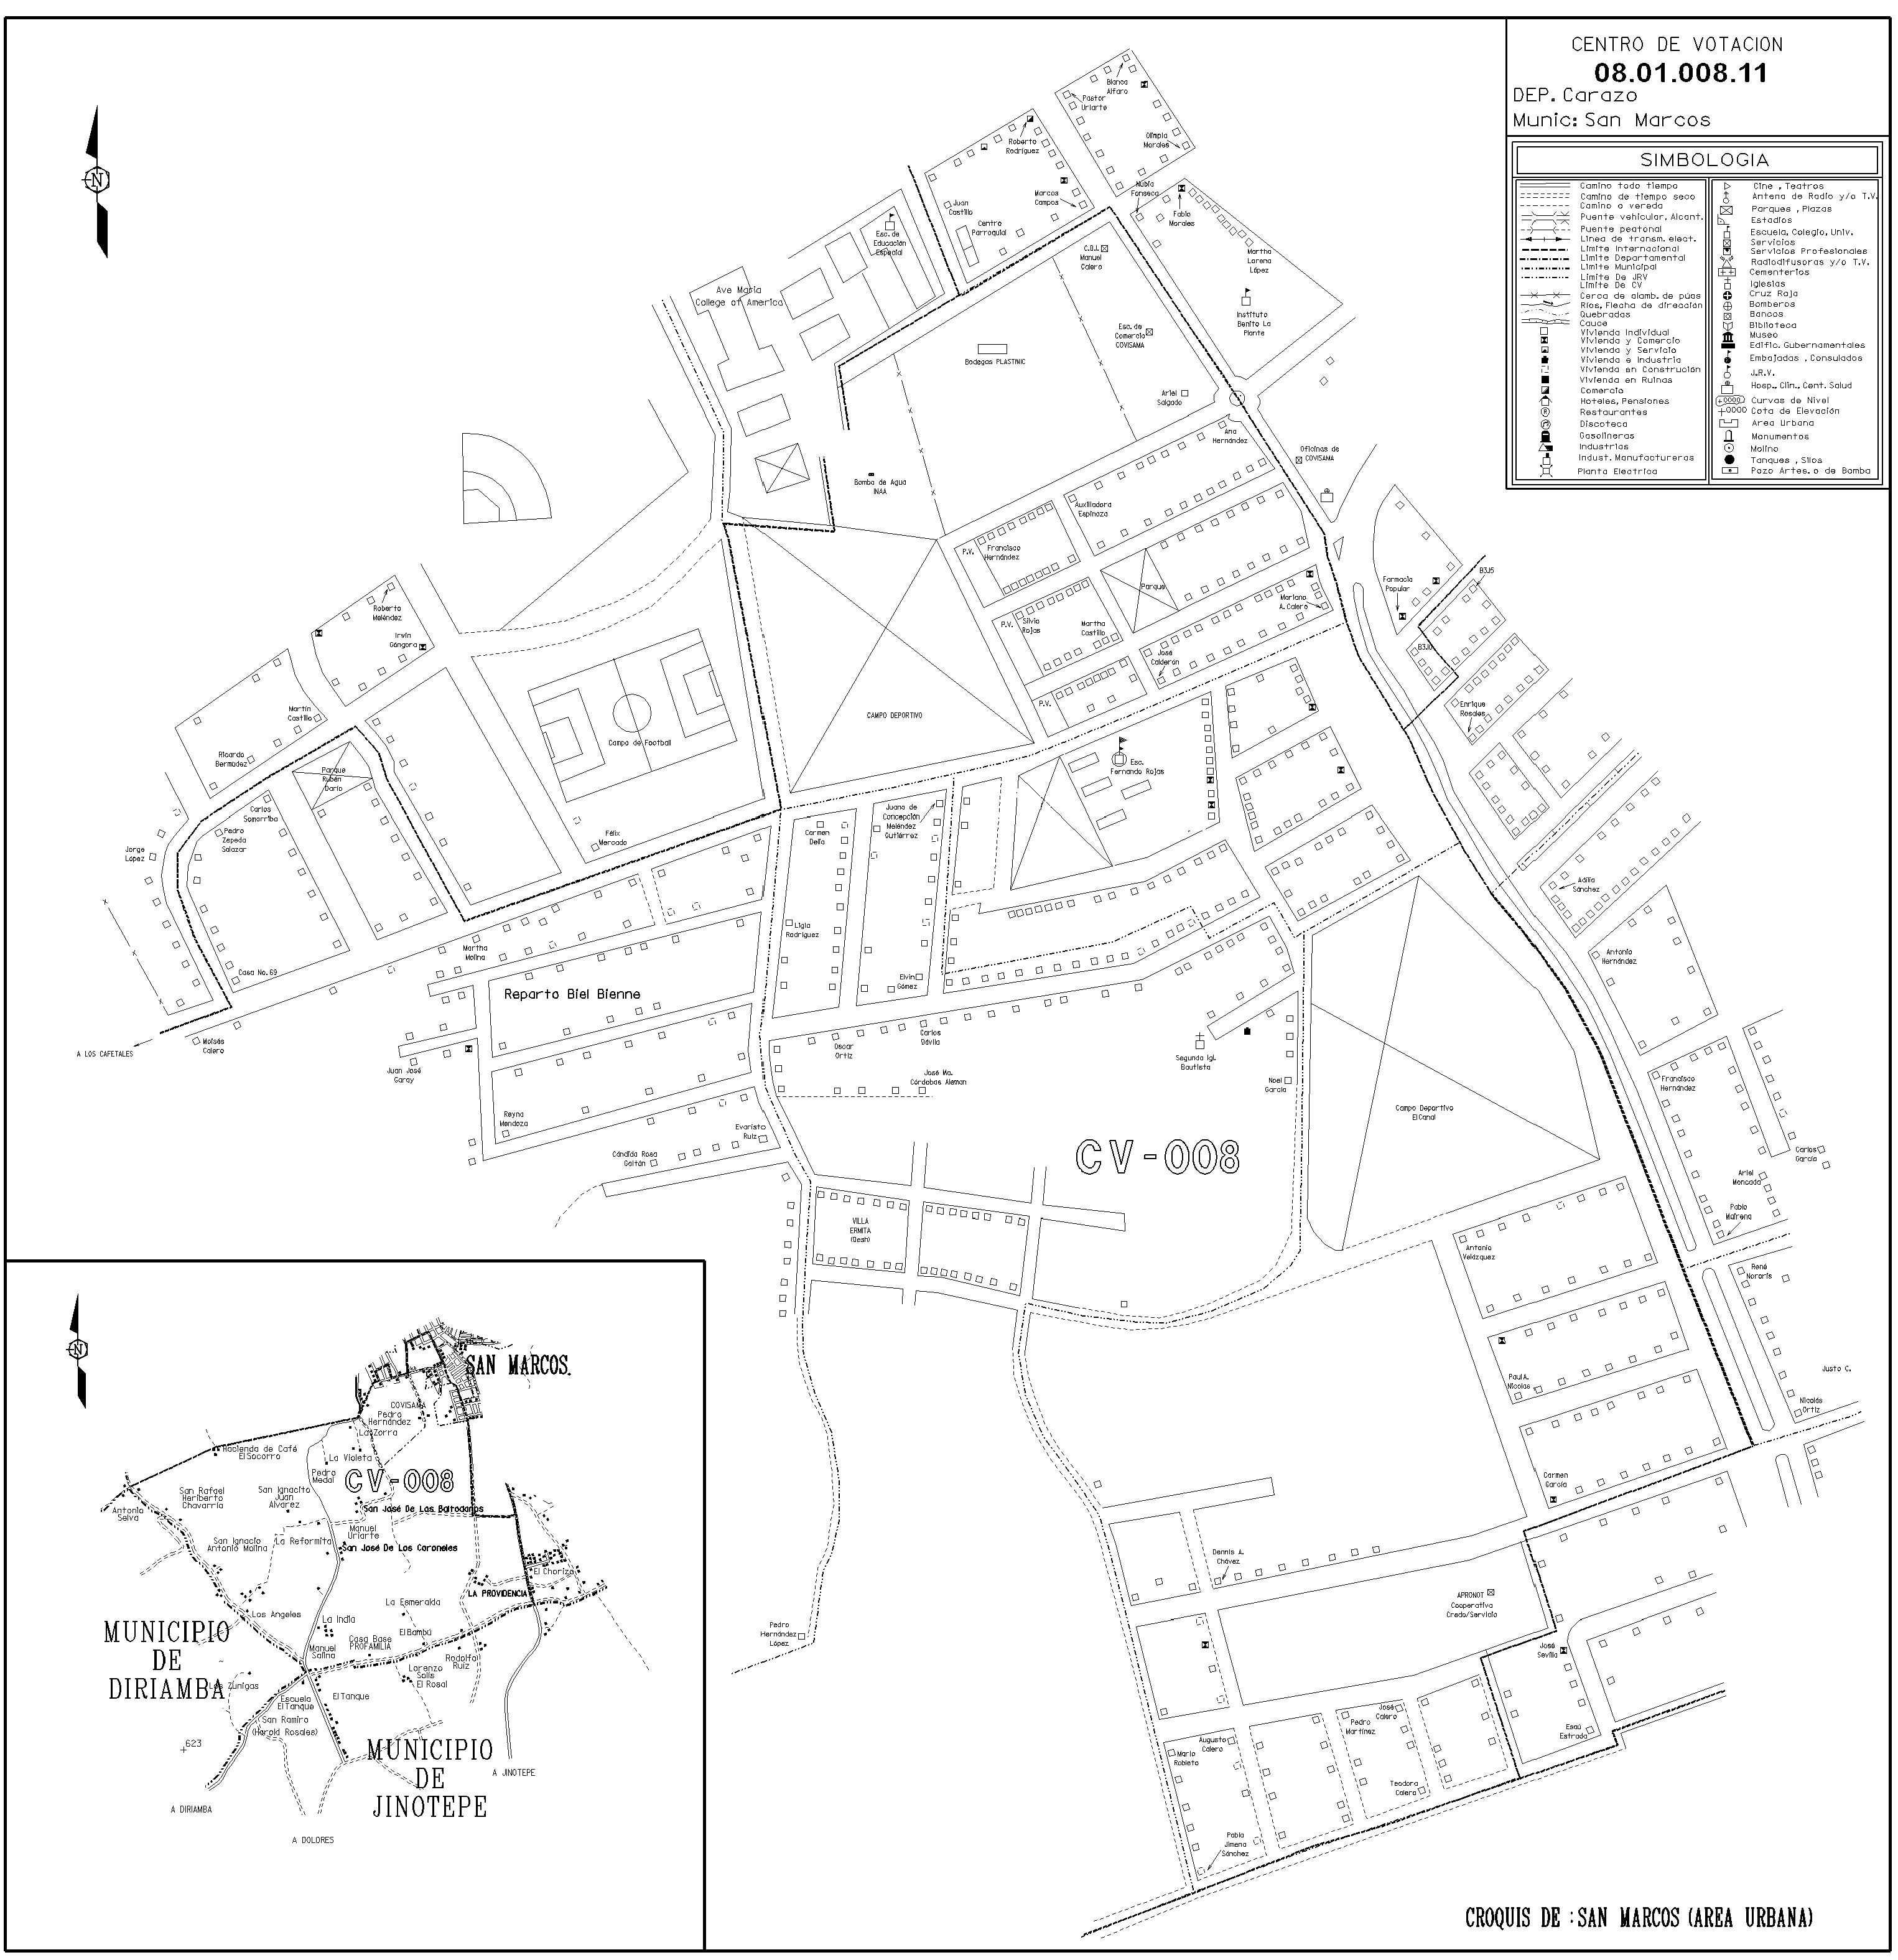 CENTRO DE VOTACION
08.01.008.11
DEP. Carazo
Munic: San Marcos
SIMBOLOGIA
Camino todo tiempo
Camino de tiempo seco
Camino o vereda
Puente vehicular, Alcant.
Puente peatonal
Linea de transm. elect.
Limite Internacional
Limite Departamental
Limite Municipal
Limite De JRV
Limite De CV
Cerca de alamb. de púas
Rios, Flecha de dirección
Quebradas
Cauce
Vivienda Individual
Vivienda y Comercio
Vivienda y Servicio
Vivienda e Industria
Vivienda en Construción
Vivienda en Ruinas
Comercio
Hoteles, Pensiones
Restaurantes
Discoteca
Gasolineras
Industrias
Indust. Manufactureras
Planta Electrica
Cine , Teatros
Antena de Radio y/o T.V.
Parques , Plazas
Estadios
Escuela, Colegio, Univ.
Servicios
Servicios Profesionales
Radiodifusoras y/o T.V.
Cementerios
Iglesias
Cruz Roja
Bomberos
Bancos
Biblioteca
Museo
Edific. Gubernamentales
Embajadas , Consulados
J.R.V.
Hosp., Clin., Cent. Salud
Curvas de Nivel
+0000 Cota de Elevación
Area Urbana
Monumentos
Molino
Tanques , Silos
Pozo Artes. o de Bomba
N
Blanca
Alfaro
Pastor
Uriarte
Olimpia
Morales
Roberto
Rodríguez
Marcos
Campos
Juan
Castillo
Centro
Parroquial
Nubia
Fonseca
Fabio
Morales
Martha
Lorena
López
Instituto
Benito La
Plante
Esc. de
Educación
Especial
C.D.I.
Manuel
Calero
Ave María
College of America
Esc. de
Comercio
COVISAMA
Bodegas PLASTINIC
Ariel
Salgado
Ana
Hernández
Oficinas de
COVISAMA
Bomba de Agua
INAA
Auxiliadora
Espinoza
P.V.
Francisco
Hernández
Parque
Mariano
A. Calero
Farmacia
Popular
B3J5
B3J6
P.V.
Silvio
Rojas
Martha
Castillo
José
Calderón
P.V.
Enrique
Rosales
Roberto
Meléndez
Irvin
Góngora
Martín
Castillo
Ricardo
Bermúdez
CAMPO DEPORTIVO
Campo de Football
Esc.
Fernando Rojas
Parque
Rubén
Darío
Carlos
Somarriba
Pedro
Zepeda
Salazar
Jorge
López
Félix
Mercado
Carmen
Delia
Juana de
Concepción
Meléndez
Gutiérrez
Adilia
Sánchez
Ligia
Rodríguez
Martha
Molina
Antonia
Hernández
Casa No.69
Elvin
Gómez
Reparto Biel Bienne
Moisés
Calero
A LOS CAFETALES
Juan José
Garay
Oscar
Ortiz
Carlos
Dávila
José Ma.
Córdobas Alemán
Segunda Igl.
Bautista
Noel
García
Francisco
Hernández
Campo Deportivo
El Canal
Reyna
Mendoza
Evaristo
Ruiz
Cándida Rosa
Gaitán
CV-008
Carlos
García
Ariel
Moncada
Pablo
Mairena
VILLA
ERMITA
Antonio
Velázquez
René
Nororis
Justo C.
Paul A.
Nicolas
Nicolás
Ortiz
Carmen
García
Dennis A.
Chávez
APRONOT
Cooperativa
Credo/Servicio
Pedro
Hernández
López
José
Sevilla
Esaú
Estrada
José
Calero
Pedro
Martínez
Augusto
Calero
Mario
Robleto
Teodora
Calero
Pablo
Jimena
Sánchez
N
SAN MARCOS.
COVISAMA
Pedro
Hernández
La Zorra
Hacienda de Café
El Socorro
La Violeta
Pedro
Medal
CV-008
San Rafael
Heriberto
Chavarria
San Ignacito
Juan
Alvarez
San José De Las Baltodanos
Antonio
Selva
Manuel
Uriarte
San Ignacio
Antonio Molina
La Reformita
San José De Los Coroneles
El Chorizo
LA PROVIDENCIA
La Esmeralda
Los Angeles
La India
El Bambú
MUNICIPIO
DE
DIRIAMBA
Casa Base
PROFAMILIA
Manuel
Salina
Rodolfo
Ruiz
Lorenzo
Solís
El Rosal
Los Zunigas
Escuela
El Tanque
El Tanque
San Ramiro
(Harold Rosales)
+623
MUNICIPIO
DE
JINOTEPE
A JINOTEPE
A DIRIAMBA
A DOLORES
CROQUIS DE : SAN MARCOS (AREA URBANA)